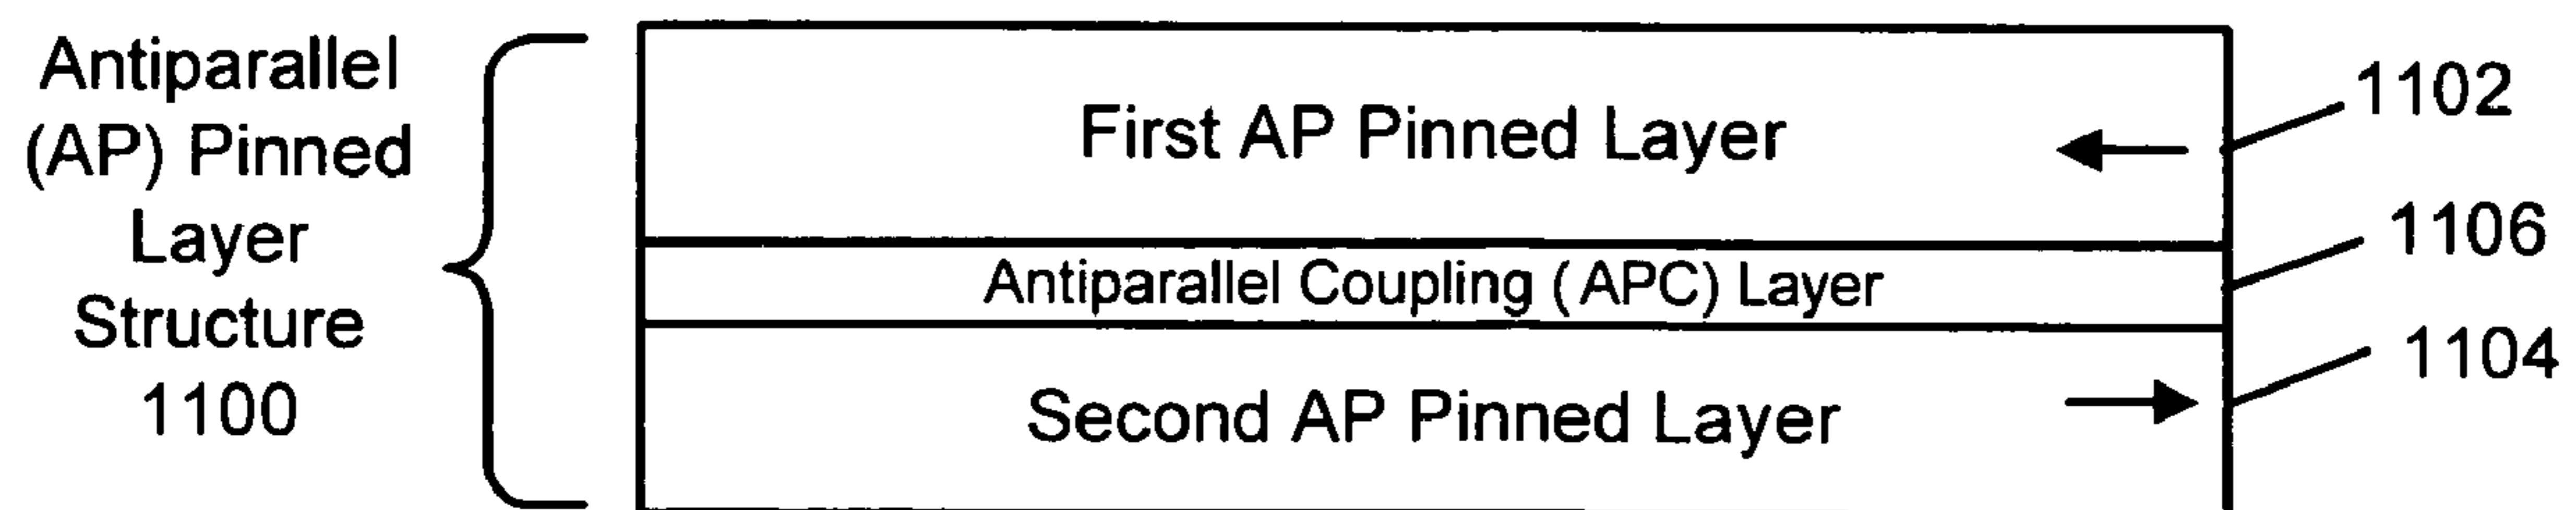 Antiparallel
(AP) Pinned
Layer
Structure
1100
First AP Pinned Layer
1102
Antiparallel Coupling (APC) Layer
1106
Second AP Pinned Layer
1104